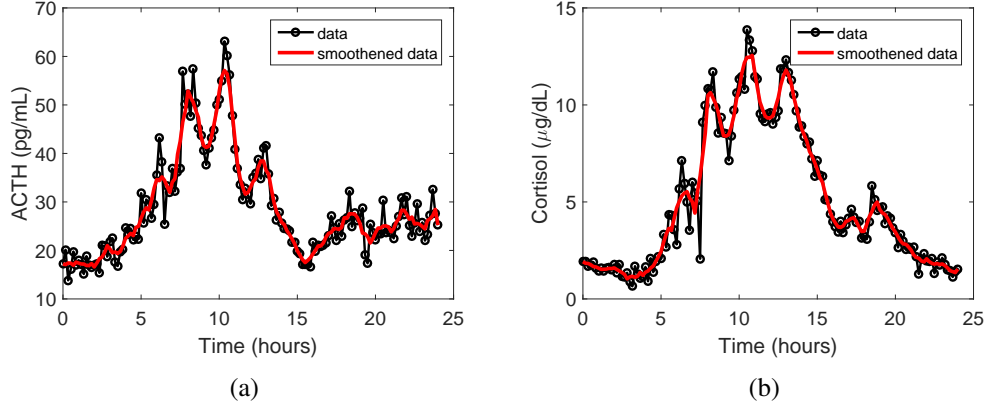 70
60
50
40
30
20
10
0
5
10
15
20
25
ACTH (pg/mL)
Time (hours)
data
smoothened data
(a)
15
10
5
0
0
5
10
15
20
25
Cortisol (μg/dL)
Time (hours)
data
smoothened data
(b)